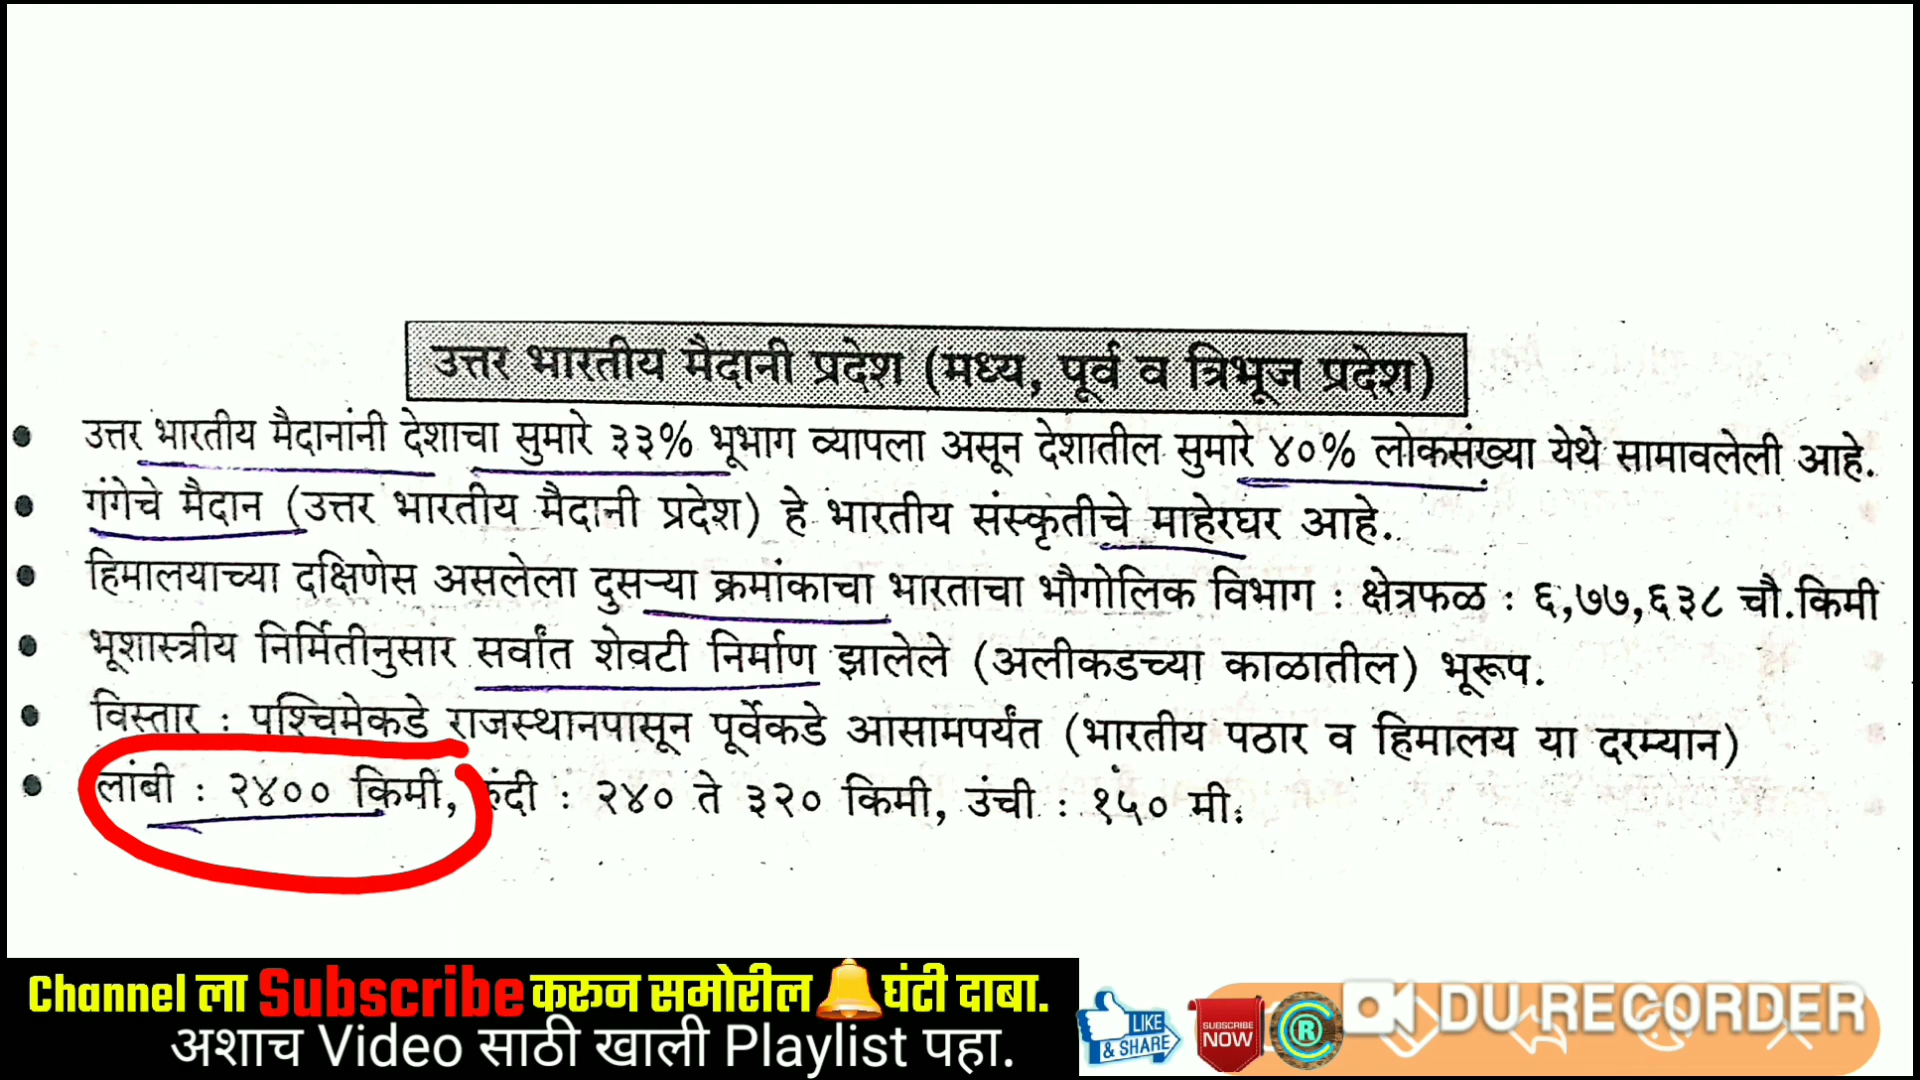 उत्तर भारतीय मैदानी प्रदेश (मध्य, पूर्व व त्रिभूज प्रदेश)
• उत्तर भारतीय मैदानांनी देशाचा सुमारे ३३% भूभाग व्यापला असून देशातील सुमारे ४०% लोकसंख्या येथे सामावलेली आहे.
• गंगेचे मैदान (उत्तर भारतीय मैदानी प्रदेश) हे भारतीय संस्कृतीचे माहेरघर आहे.
• हिमालयाच्या दक्षिणेस असलेला दुसऱ्या क्रमांकाचा भारताचा भौगोलिक विभाग : क्षेत्रफळ : ६,७७,६३८ चौ.किमी
• भूशास्त्रीय निर्मितीनुसार सर्वांत शेवटी निर्माण झालेले (अलीकडच्या काळातील) भूरूप.
• विस्तार : पश्चिमेकडे राजस्थानपासून पूर्वेकडे आसामपर्यंत (भारतीय पठार व हिमालय या दरम्यान)
• लांबी : २४०० किमी, रुंदी : २४० ते ३२० किमी, उंची : १५० मी.
Channel ला Subscribe करून समोरील घंटी दाबा.
अशाच Video साठी खाली Playlist पहा.
LIKE & SHARE
SUBSCRIBE NOW
R
DU RECORDER